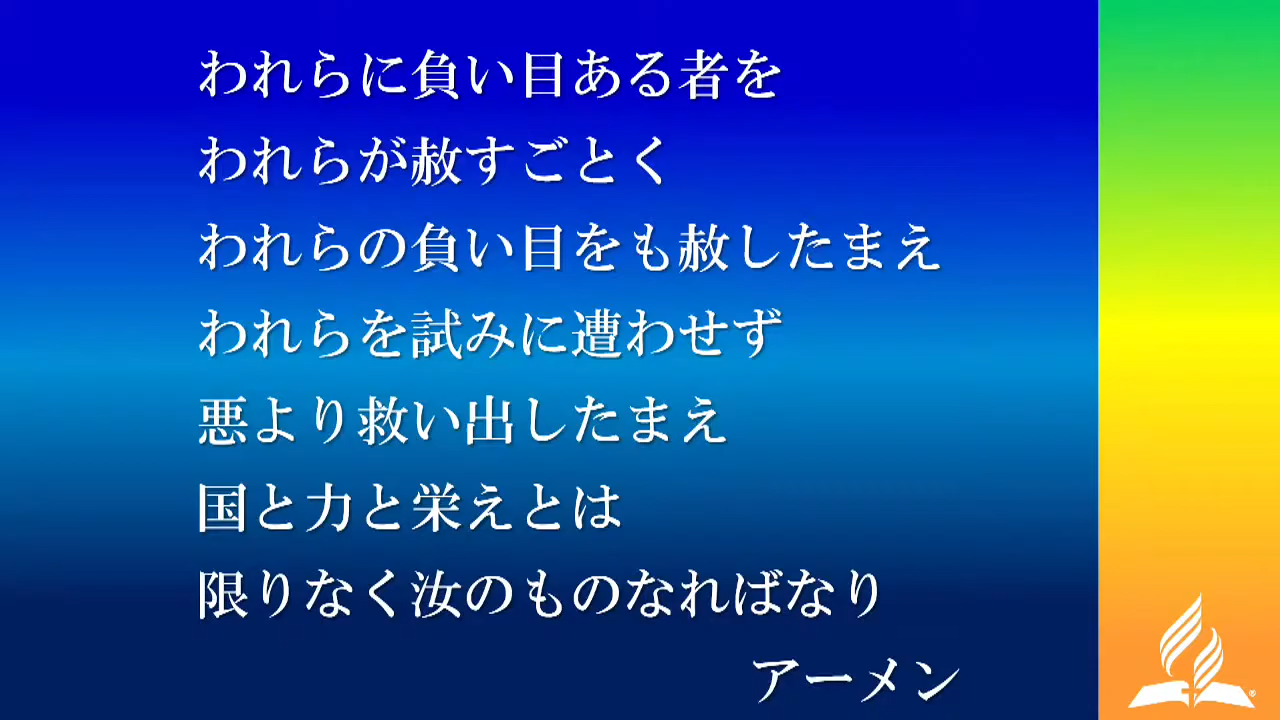 われらに負い目ある者を
われらが赦すごとく
われらの負い目をも赦したまえ
われらを試みに遭わせず
悪より救い出したまえ
国と力と栄えとは
限りなく汝のものなればなり
アーメン